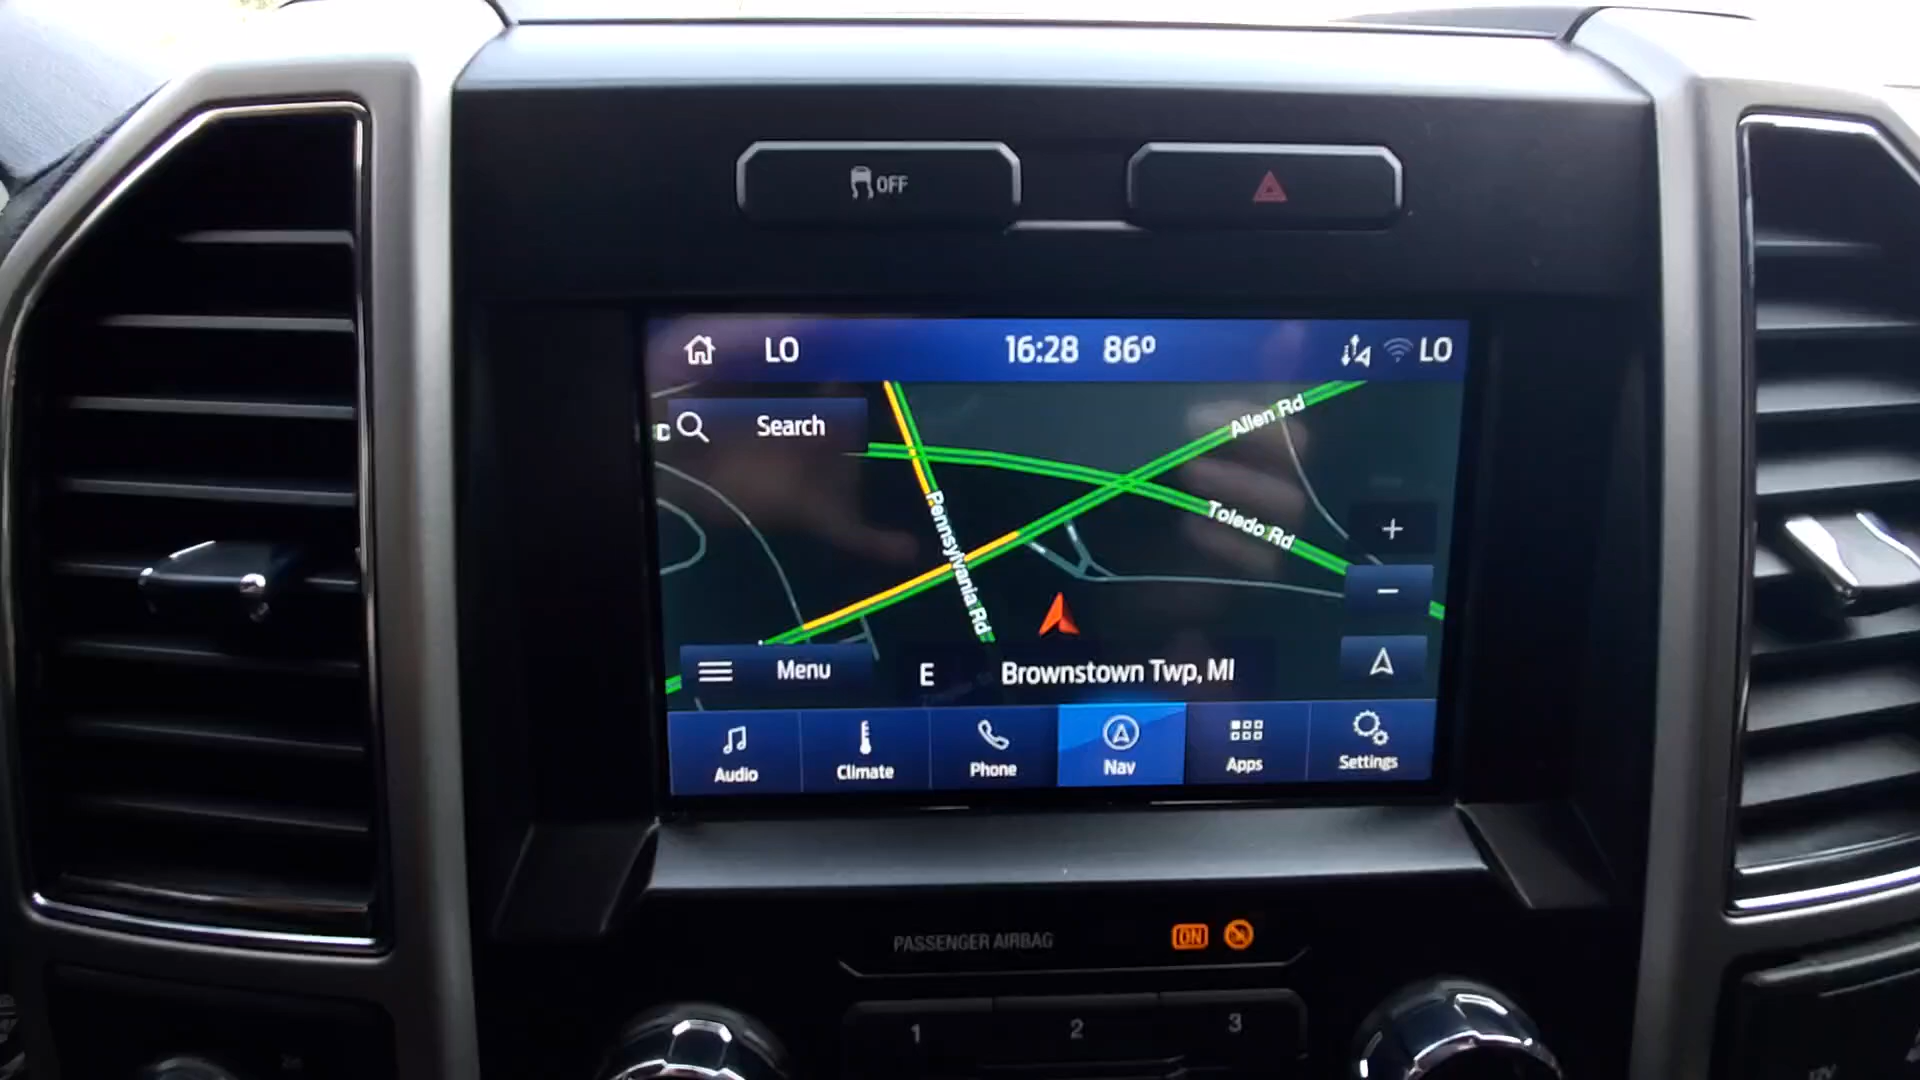 OFF
LO 16:28 86° LO
Search
Allen Rd
Pennsylvania Rd
Toledo Rd
+
−
Menu E Brownstown Twp, MI
Audio Climate Phone Nav Apps Settings
PASSENGER AIRBAG ON
1 2 3